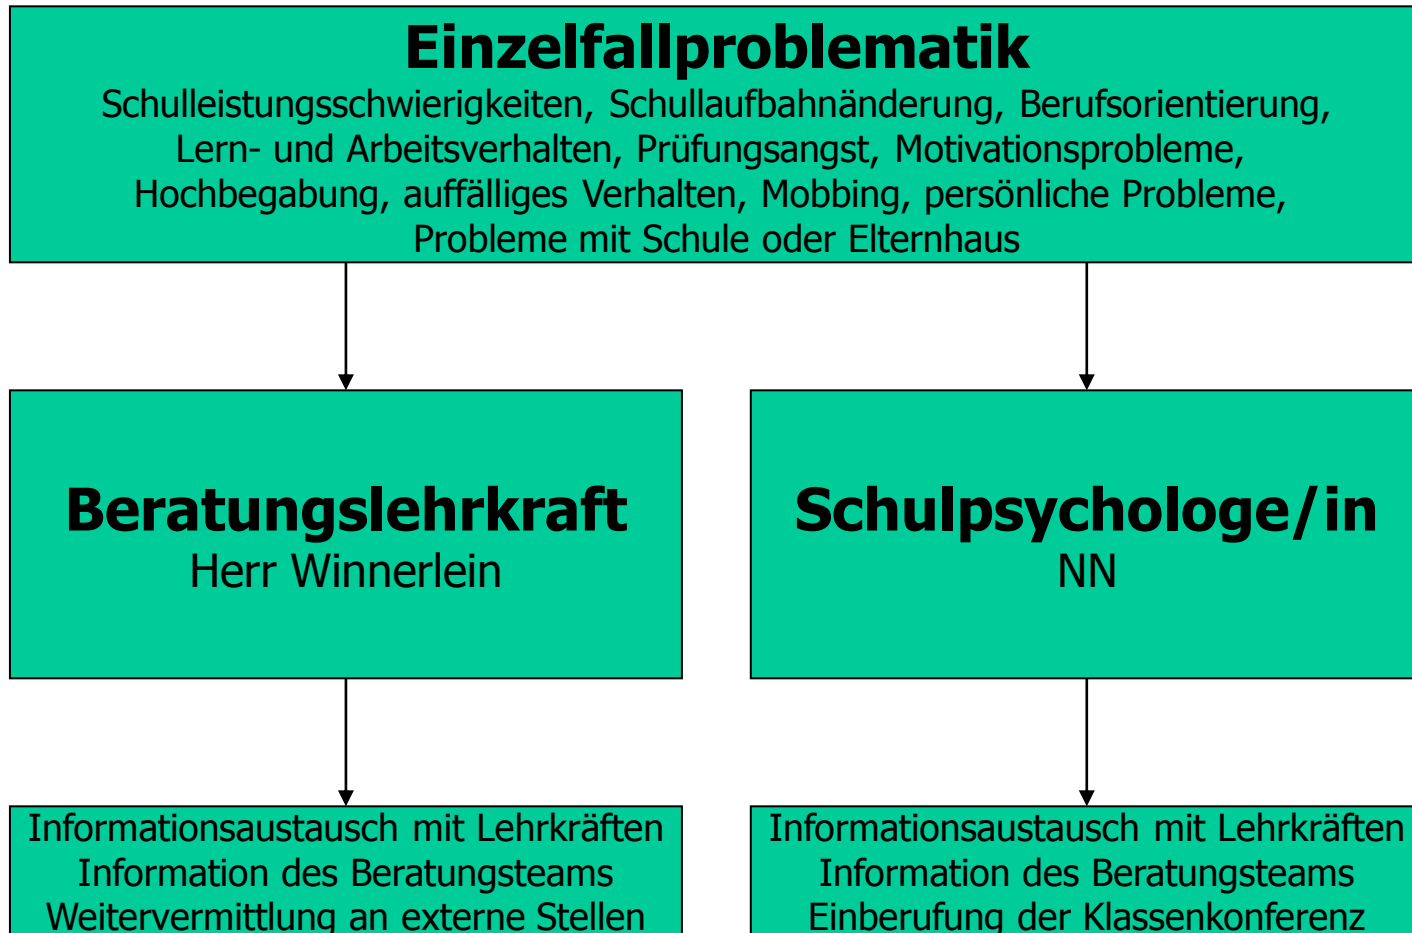 Einzelfallproblematik
Schulleistungsschwierigkeiten, Schullaufbahnänderung, Berufsorientierung,
Lern- und Arbeitsverhalten, Prüfungsangst, Motivationsprobleme,
Hochbegabung, auffälliges Verhalten, Mobbing, persönliche Probleme,
Probleme mit Schule oder Elternhaus
Beratungslehrkraft
Herr Winnerlein
Schulpsychologe/in
NN
Informationsaustausch mit Lehrkräften
Information des Beratungsteams
Weitervermittlung an externe Stellen
Informationsaustausch mit Lehrkräften
Information des Beratungsteams
Einberufung der Klassenkonferenz